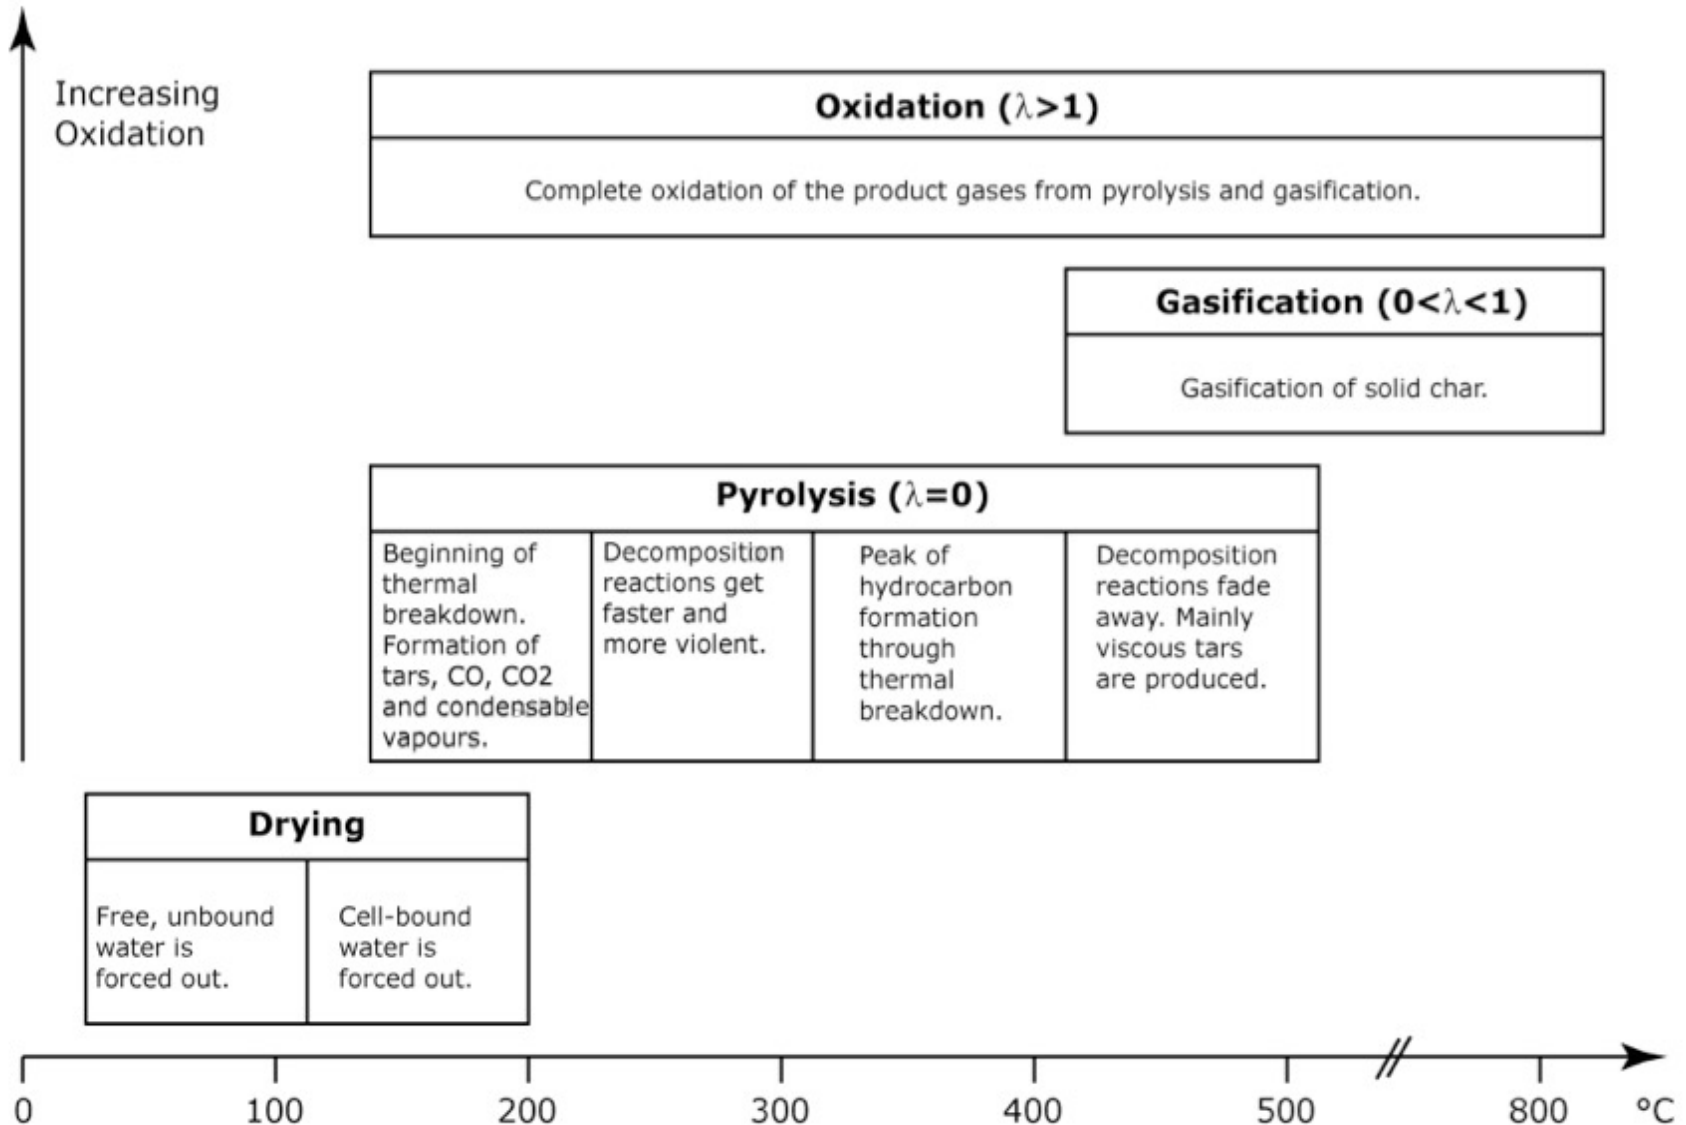 Increasing
Oxidation
Oxidation (λ>1)
Complete oxidation of the product gases from pyrolysis and gasification.
Gasification (0<λ<1)
Gasification of solid char.
Pyrolysis (λ=0)
Beginning of
thermal
breakdown.
Formation of
tars, CO, CO2
and condensable
vapours.
Decomposition
reactions get
faster and
more violent.
Peak of
hydrocarbon
formation
through
thermal
breakdown.
Decomposition
reactions fade
away. Mainly
viscous tars
are produced.
Drying
Free, unbound
water is
forced out.
Cell-bound
water is
forced out.
0 100 200 300 400 500 800 °C